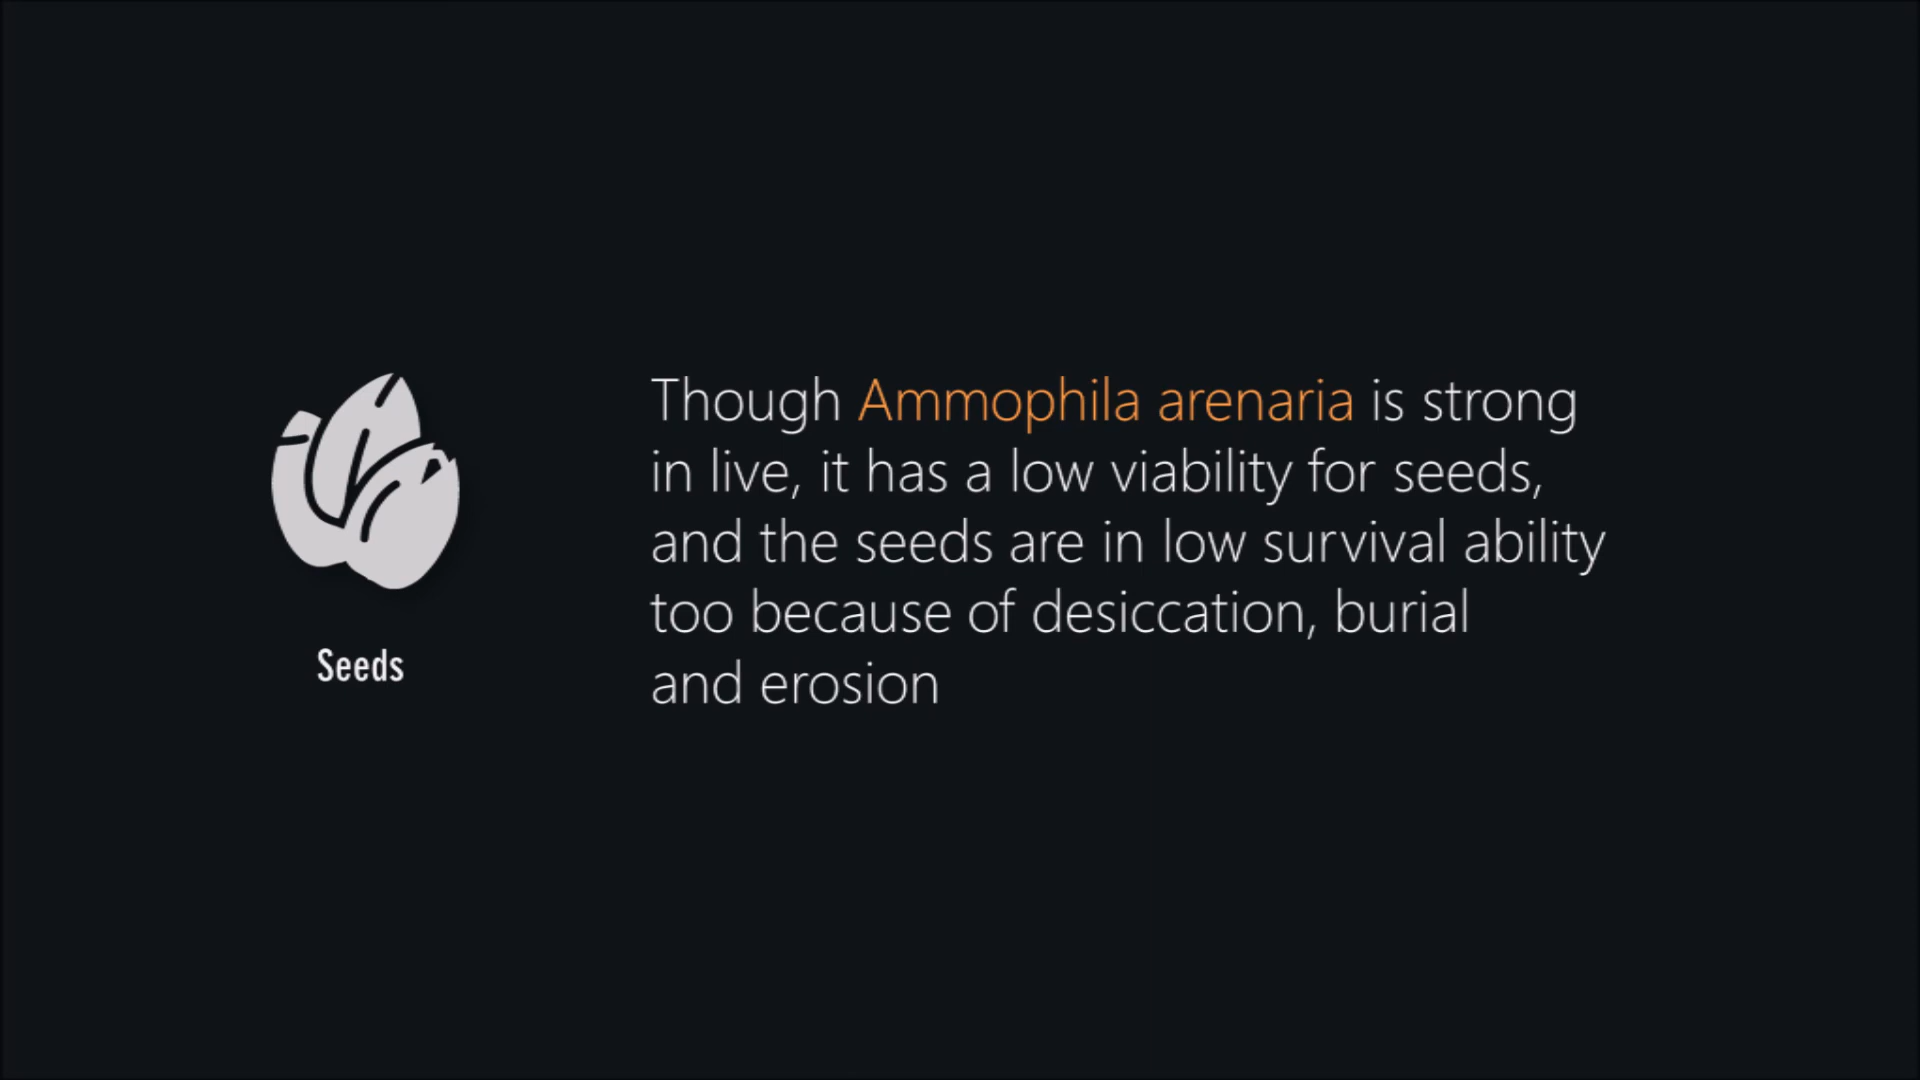 Though Ammophila arenaria is strong
in live, it has a low viability for seeds,
and the seeds are in low survival ability
too because of desiccation, burial
and erosion
Seeds